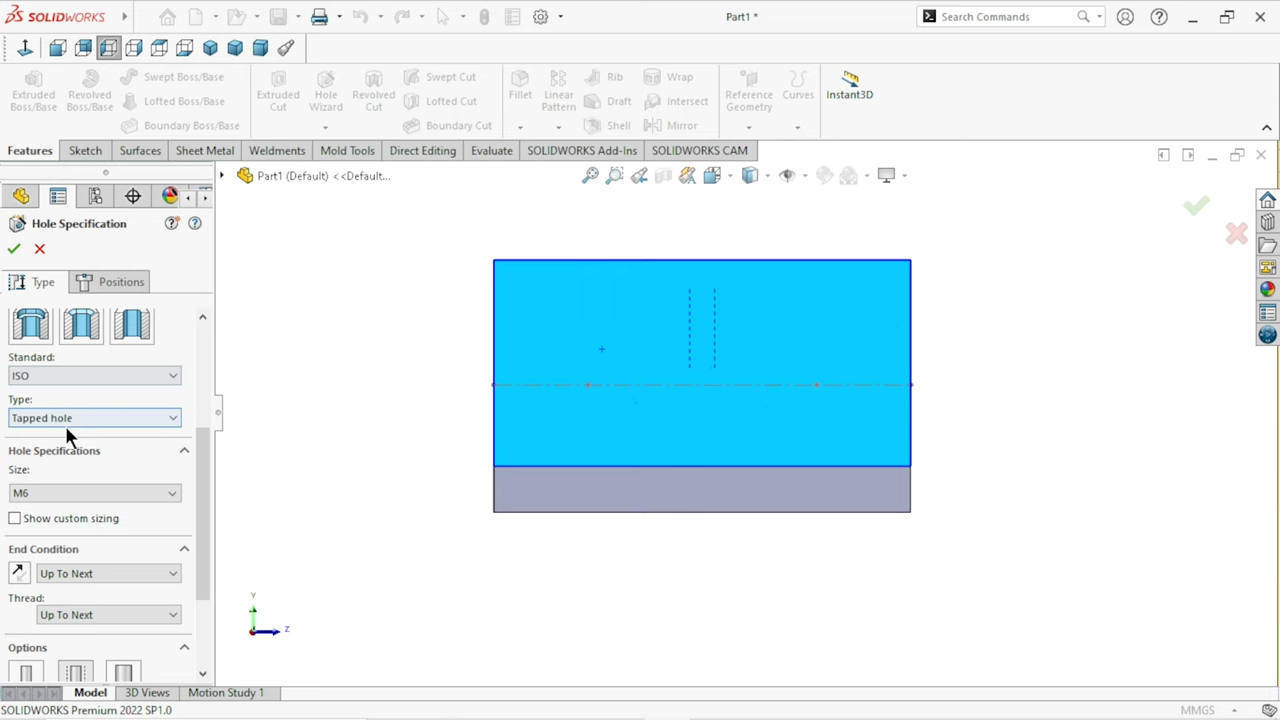 SOLIDWORKS
Part1 *
Search Commands
Extruded Boss/Base
Revolved Boss/Base
Swept Boss/Base
Lofted Boss/Base
Boundary Boss/Base
Extruded Cut
Hole Wizard
Revolved Cut
Swept Cut
Lofted Cut
Boundary Cut
Fillet
Linear Pattern
Rib
Draft
Shell
Wrap
Intersect
Mirror
Reference Geometry
Curves
Instant3D
Features Sketch Surfaces Sheet Metal Weldments Mold Tools Direct Editing Evaluate SOLIDWORKS Add-Ins SOLIDWORKS CAM
Part1 (Default) <<Default...
Hole Specification
Type Positions
Standard:
ISO
Type:
Tapped hole
Hole Specifications
Size:
M6
Show custom sizing
End Condition
Up To Next
Thread:
Up To Next
Options
Y
Z
Model 3D Views Motion Study 1
SOLIDWORKS Premium 2022 SP1.0
MMGS